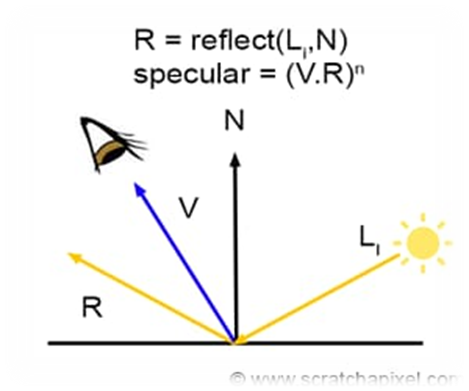 R = reflect(Lᵢ,N)
specular = (V.R)ⁿ
N
V
Lᵢ
R
© www.scratchapixel.com